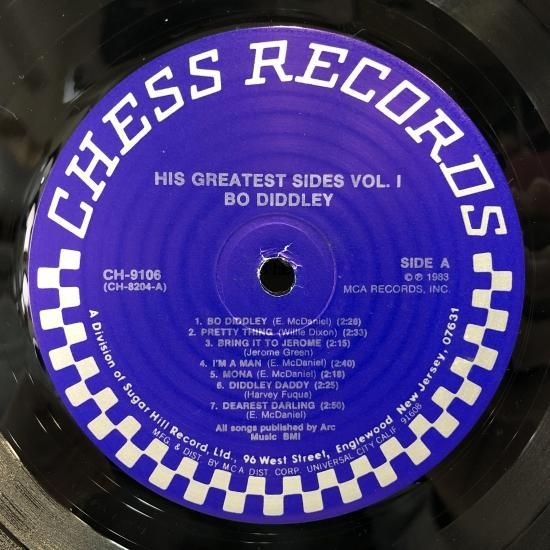 CHESS RECORDS
HIS GREATEST SIDES VOL. I
BO DIDDLEY
CH-9106
(CH-8204-A)
SIDE A
©℗ 1983
MCA RECORDS, INC.
1. BO DIDDLEY (E. McDaniel) (2:26)
2. PRETTY THING (Willie Dixon) (2:33)
3. BRING IT TO JEROME (2:15)
(Jerome Green)
4. I'M A MAN (E. McDaniel) (2:40)
5. MONA (E. McDaniel) (2:18)
6. DIDDLEY DADDY (2:25)
(Harvey Fuqua)
7. DEAREST DARLING (2:50)
(E. McDaniel)
All songs published by Arc
Music BMI
A Division of Sugar Hill Record, Ltd., 96 West Street, Englewood New Jersey, 07631
MFG & DIST BY MCA DIST CORP. UNIVERSAL CITY CALIF 91608